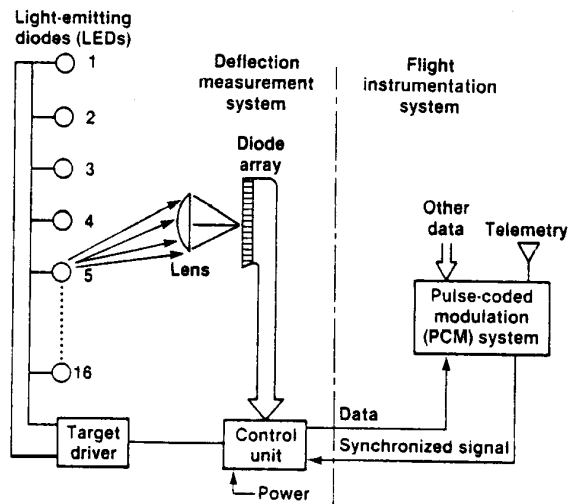 Light-emitting
diodes (LEDs)
1
2
3
4
5
16
Deflection
measurement
system
Flight
instrumentation
system
Diode
array
Lens
Other
data
Telemetry
Pulse-coded
modulation
(PCM) system
Target
driver
Control
unit
Data
Synchronized signal
Power